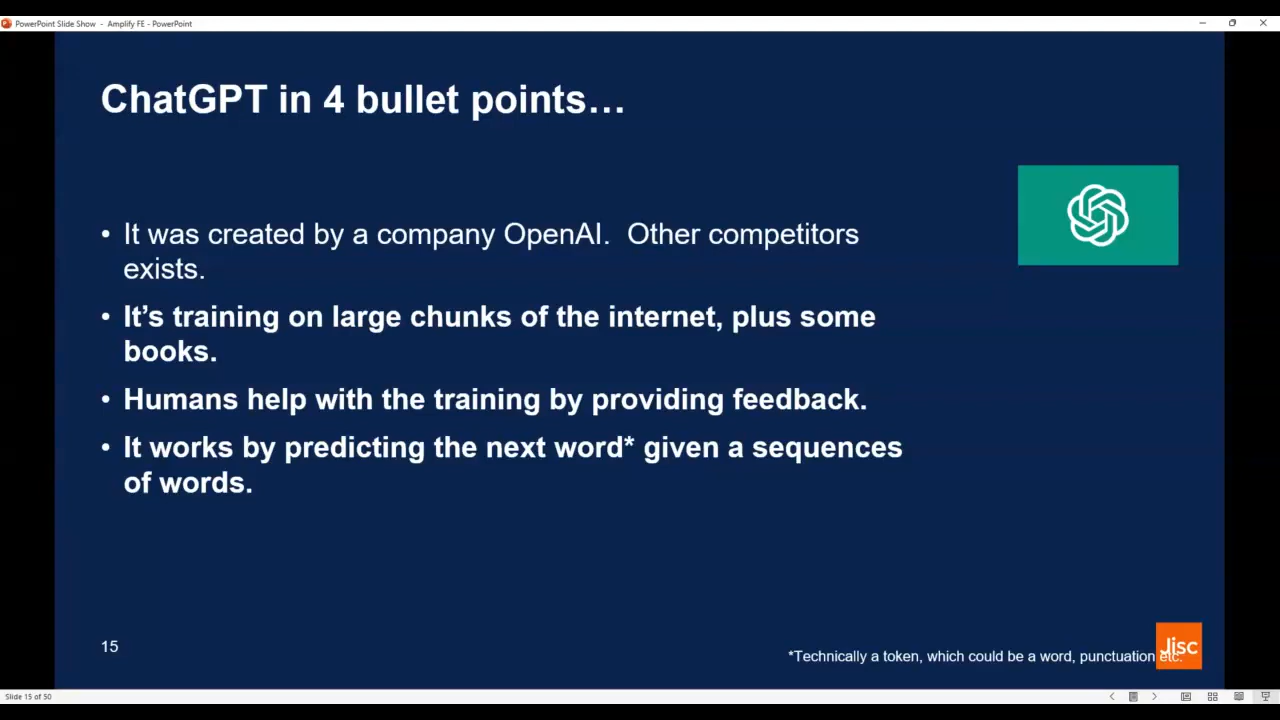 PowerPoint Slide Show - Amplify FE - PowerPoint
ChatGPT in 4 bullet points…
• It was created by a company OpenAI.  Other competitors
exists.
• It’s training on large chunks of the internet, plus some
books.
• Humans help with the training by providing feedback.
• It works by predicting the next word* given a sequences
of words.
15
*Technically a token, which could be a word, punctuation etc.
Jisc
Slide 15 of 50